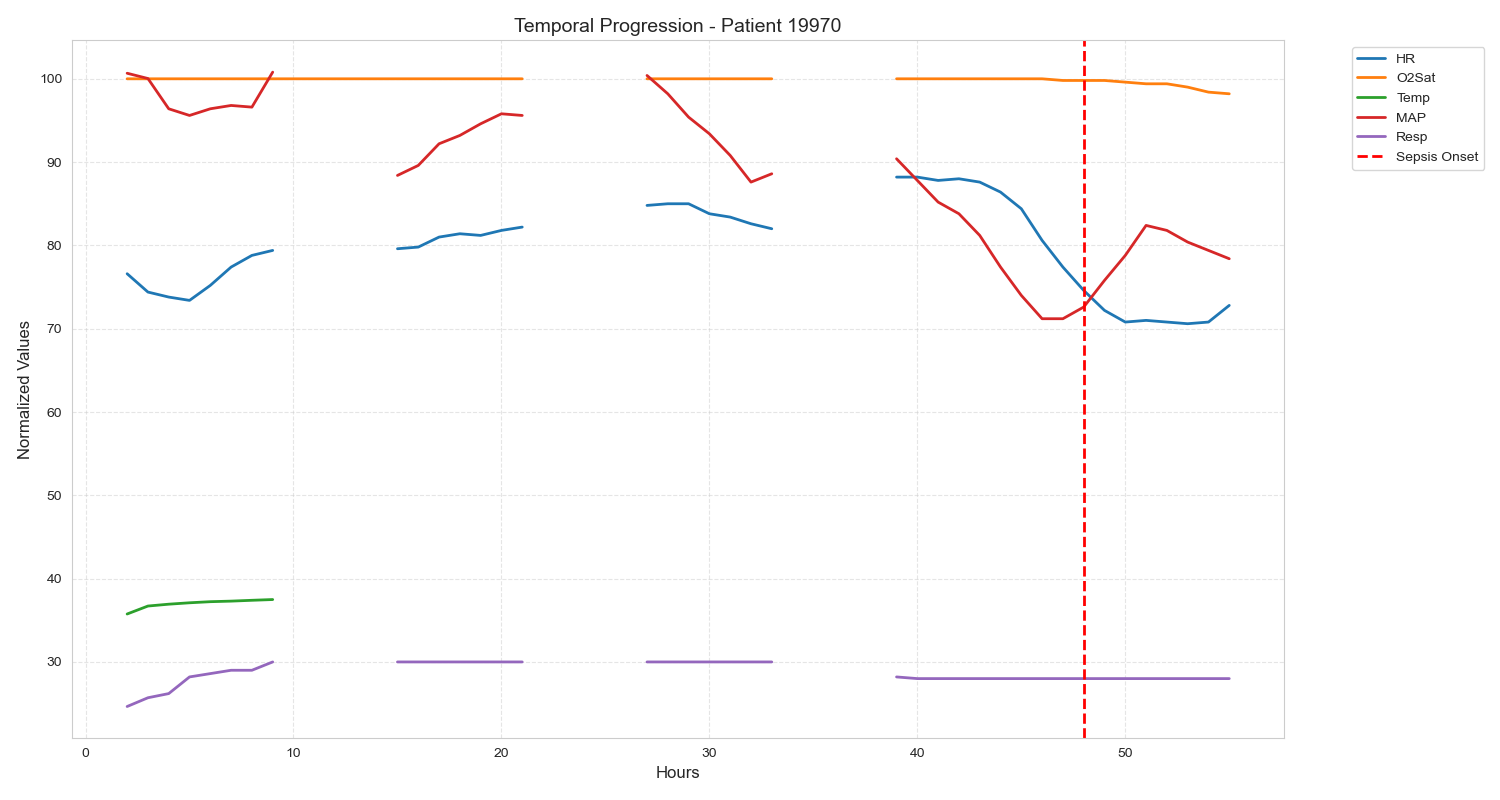 Temporal Progression - Patient 19970
HR
O2Sat
Temp
MAP
Resp
Sepsis Onset
Normalized Values
100
90
80
70
60
50
40
30
0 10 20 30 40 50
Hours